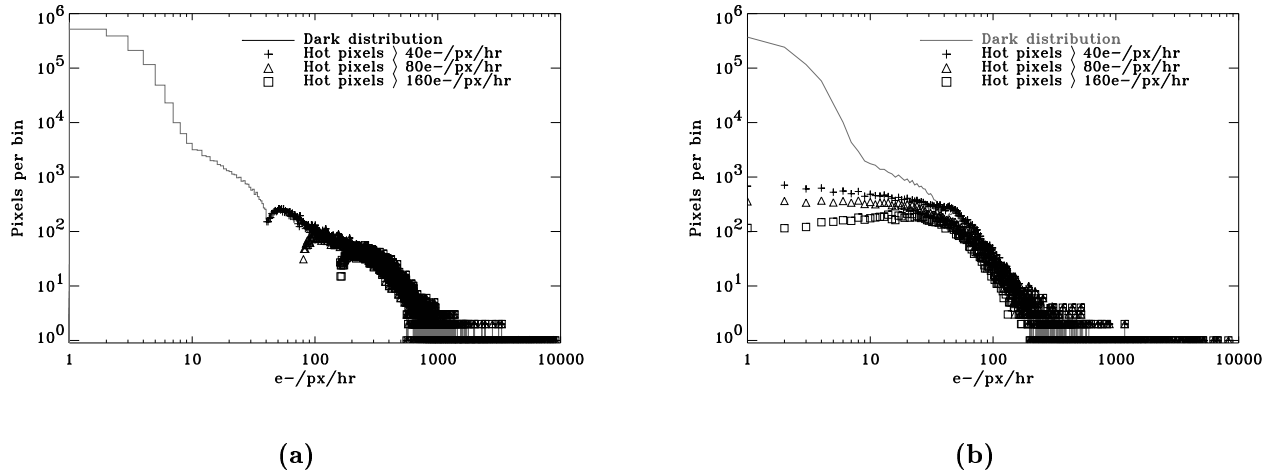 10^6
10^5
10^4
10^3
10^2
10^1
10^0
Pixels per bin
Dark distribution
Hot pixels > 40e-/px/hr
Hot pixels > 80e-/px/hr
Hot pixels > 160e-/px/hr
1 10 100 1000 10000
e-/px/hr
(a)
10^6
10^5
10^4
10^3
10^2
10^1
10^0
Pixels per bin
Dark distribution
Hot pixels > 40e-/px/hr
Hot pixels > 80e-/px/hr
Hot pixels > 160e-/px/hr
1 10 100 1000 10000
e-/px/hr
(b)